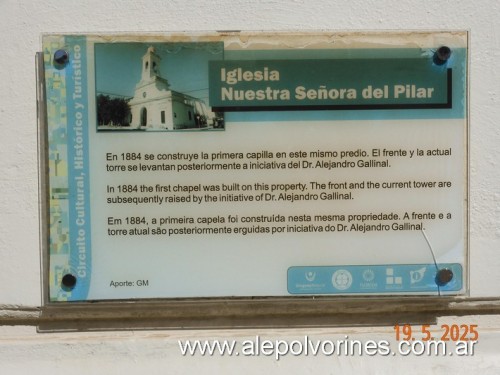 Circuito Cultural, Histórico y Turístico
Iglesia
Nuestra Señora del Pilar
En 1884 se construye la primera capilla en este mismo predio. El frente y la actual
torre se levantan posteriormente a iniciativa del Dr. Alejandro Gallinal.
In 1884 the first chapel was built on this property. The front and the current tower are
subsequently raised by the initiative of Dr. Alejandro Gallinal.
Em 1884, a primeira capela foi construída nesta mesma propriedade. A frente e a
torre atual são posteriormente erguidas por iniciativa do Dr. Alejandro Gallinal.
Aporte: GM
19.5.2025
www.alepolvorines.com.ar